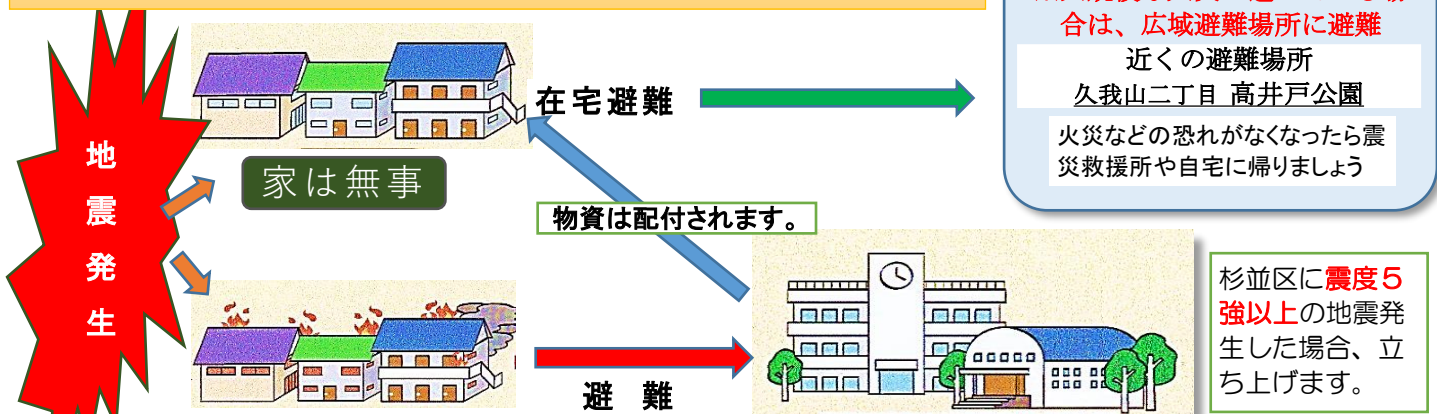 合は、広域避難場所に避難
近くの避難場所
久我山二丁目 高井戸公園
火災などの恐れがなくなったら震
災救援所や自宅に帰りましょう
在宅避難
地震発生
家は無事
物資は配付されます。
杉並区に震度5
強以上の地震発
生した場合、立
ち上げます。
避 難